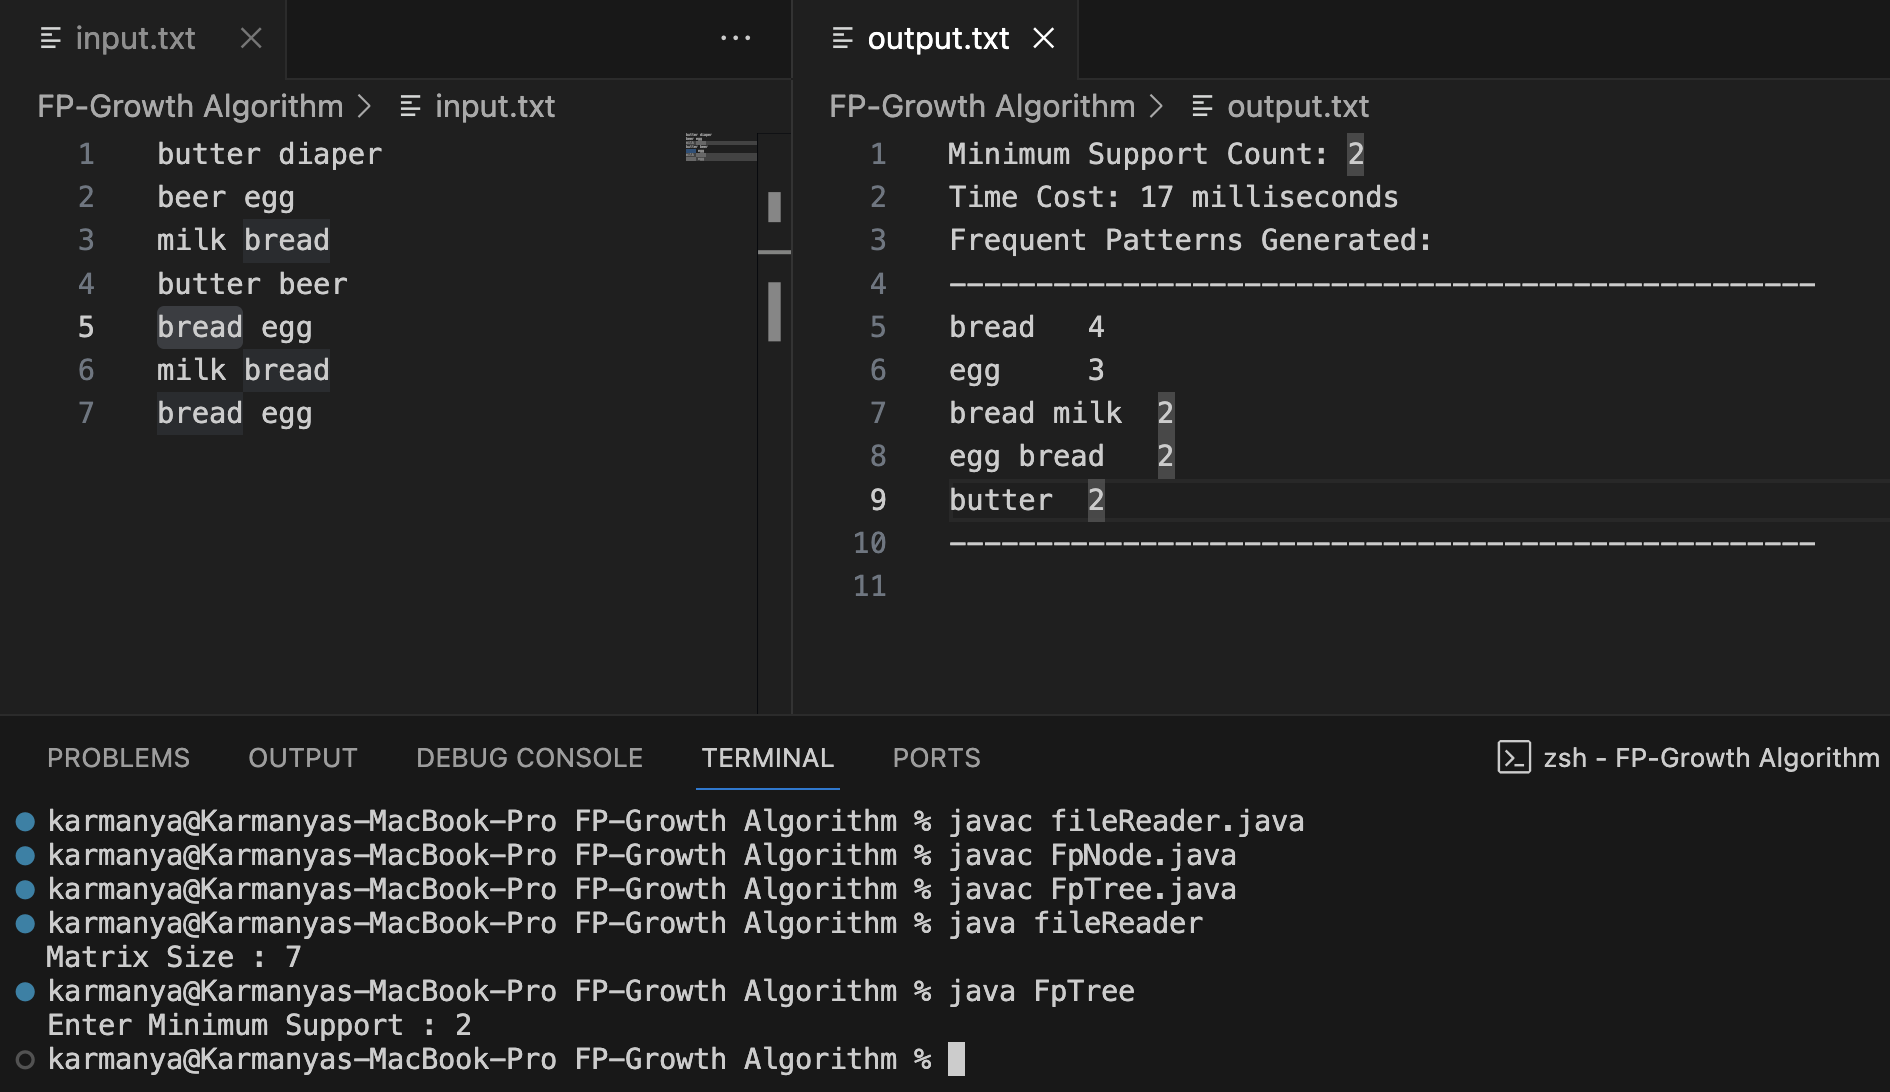 input.txt
FP-Growth Algorithm > input.txt
1 butter diaper
2 beer egg
3 milk bread
4 butter beer
5 bread egg
6 milk bread
7 bread egg
output.txt
FP-Growth Algorithm > output.txt
1 Minimum Support Count: 2
2 Time Cost: 17 milliseconds
3 Frequent Patterns Generated:
4 --------------------------------------------------
5 bread   4
6 egg     3
7 bread milk  2
8 egg bread   2
9 butter  2
10 --------------------------------------------------
11
PROBLEMS OUTPUT DEBUG CONSOLE TERMINAL PORTS zsh - FP-Growth Algorithm
karmanya@Karmanyas-MacBook-Pro FP-Growth Algorithm % javac fileReader.java
karmanya@Karmanyas-MacBook-Pro FP-Growth Algorithm % javac FpNode.java
karmanya@Karmanyas-MacBook-Pro FP-Growth Algorithm % javac FpTree.java
karmanya@Karmanyas-MacBook-Pro FP-Growth Algorithm % java fileReader
Matrix Size : 7
karmanya@Karmanyas-MacBook-Pro FP-Growth Algorithm % java FpTree
Enter Minimum Support : 2
karmanya@Karmanyas-MacBook-Pro FP-Growth Algorithm %